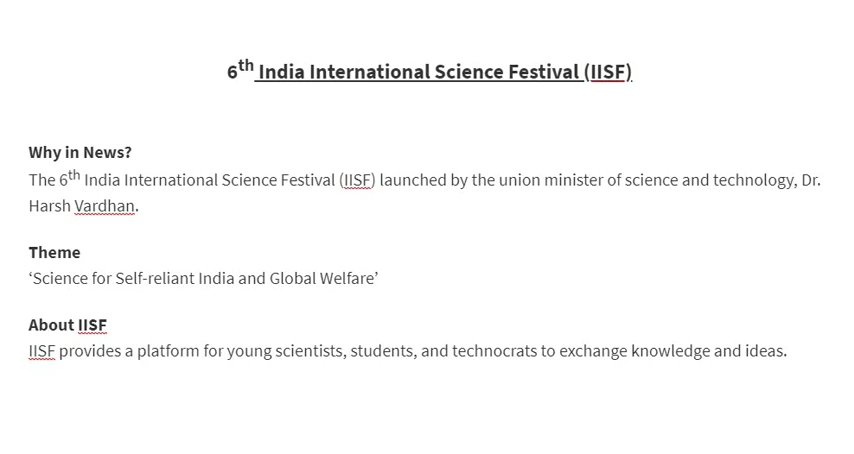 6th India International Science Festival (IISF)
Why in News?
The 6th India International Science Festival (IISF) launched by the union minister of science and technology, Dr.
Harsh Vardhan.
Theme
‘Science for Self-reliant India and Global Welfare’
About IISF
IISF provides a platform for young scientists, students, and technocrats to exchange knowledge and ideas.